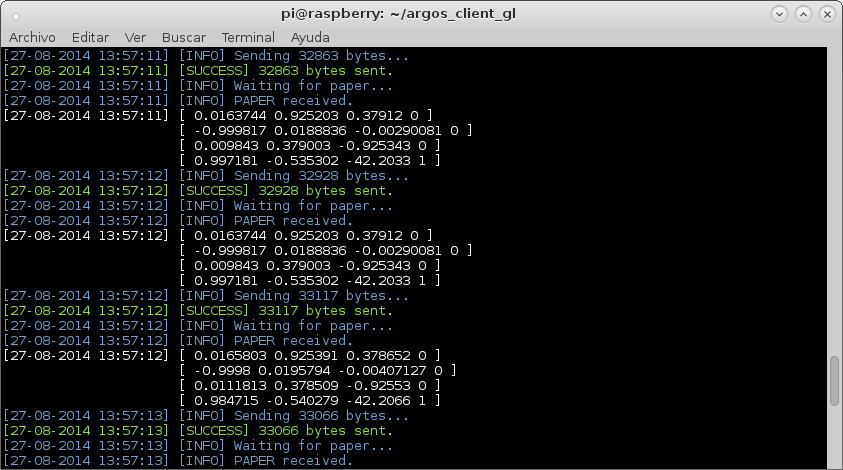 pi@raspberry: ~/argos_client_gl
Archivo Editar Ver Buscar Terminal Ayuda
[27-08-2014 13:57:11] [INFO] Sending 32863 bytes...
[27-08-2014 13:57:11] [SUCCESS] 32863 bytes sent.
[27-08-2014 13:57:11] [INFO] Waiting for paper...
[27-08-2014 13:57:11] [INFO] PAPER received.
[27-08-2014 13:57:11] [ 0.0163744 0.925203 0.37912 0 ]
[ -0.999817 0.0188836 -0.00290081 0 ]
[ 0.009843 0.379003 -0.925343 0 ]
[ 0.997181 -0.535302 -42.2033 1 ]
[27-08-2014 13:57:12] [INFO] Sending 32928 bytes...
[27-08-2014 13:57:12] [SUCCESS] 32928 bytes sent.
[27-08-2014 13:57:12] [INFO] Waiting for paper...
[27-08-2014 13:57:12] [INFO] PAPER received.
[27-08-2014 13:57:12] [ 0.0163744 0.925203 0.37912 0 ]
[ -0.999817 0.0188836 -0.00290081 0 ]
[ 0.009843 0.379003 -0.925343 0 ]
[ 0.997181 -0.535302 -42.2033 1 ]
[27-08-2014 13:57:12] [INFO] Sending 33117 bytes...
[27-08-2014 13:57:12] [SUCCESS] 33117 bytes sent.
[27-08-2014 13:57:12] [INFO] Waiting for paper...
[27-08-2014 13:57:12] [INFO] PAPER received.
[27-08-2014 13:57:12] [ 0.0165803 0.925391 0.378652 0 ]
[ -0.9998 0.0195794 -0.00407127 0 ]
[ 0.0111813 0.378509 -0.92553 0 ]
[ 0.984715 -0.540279 -42.2066 1 ]
[27-08-2014 13:57:13] [INFO] Sending 33066 bytes...
[27-08-2014 13:57:13] [SUCCESS] 33066 bytes sent.
[27-08-2014 13:57:13] [INFO] Waiting for paper...
[27-08-2014 13:57:13] [INFO] PAPER received.